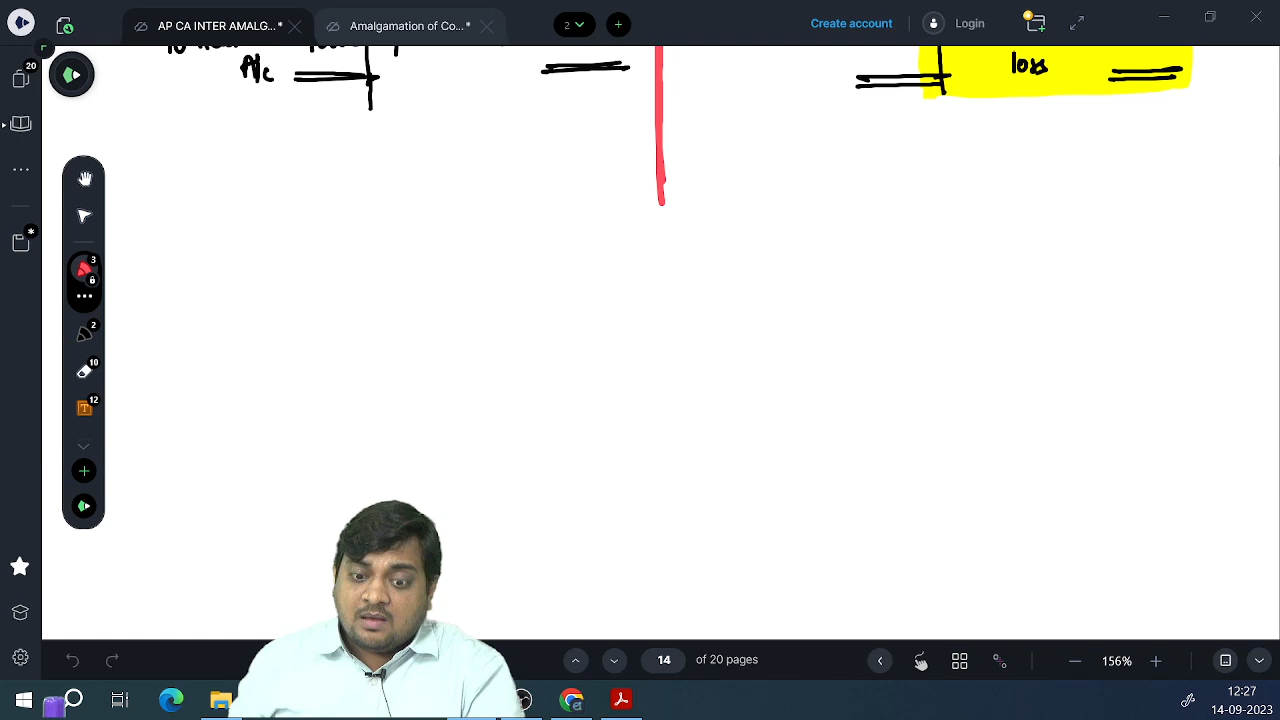 AP CA INTER AMALG...*
Amalgamation of Co...*
2
Create account
Login
20
A/c
loss
3
2
10
12
T
14
of 20 pages
156%
12:27
14-09-2023